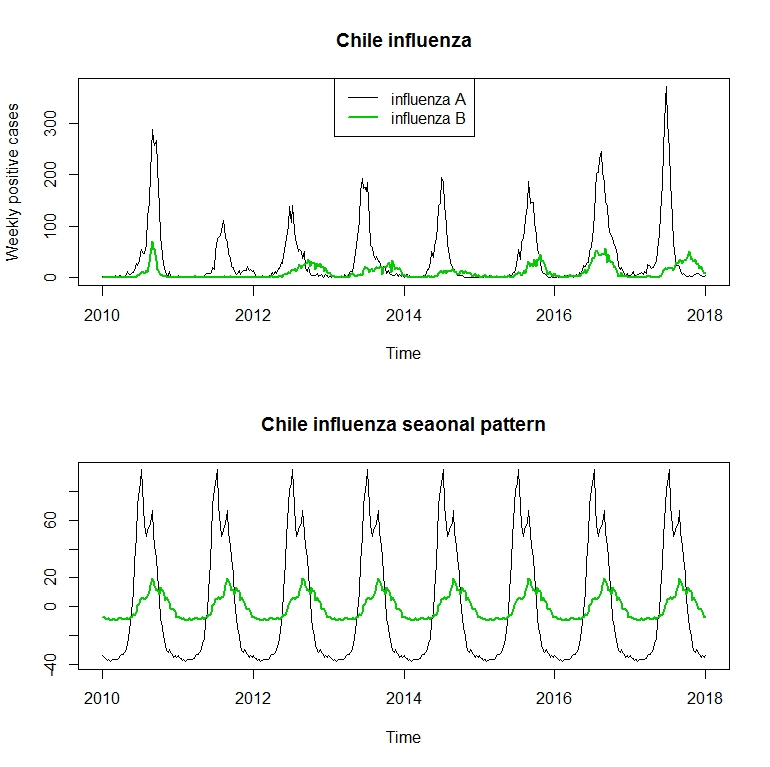 Chile influenza
Weekly positive cases
300
200
100
0
influenza A
influenza B
2010 2012 2014 2016 2018
Time
Chile influenza seaonal pattern
60
20
0
-40
2010 2012 2014 2016 2018
Time